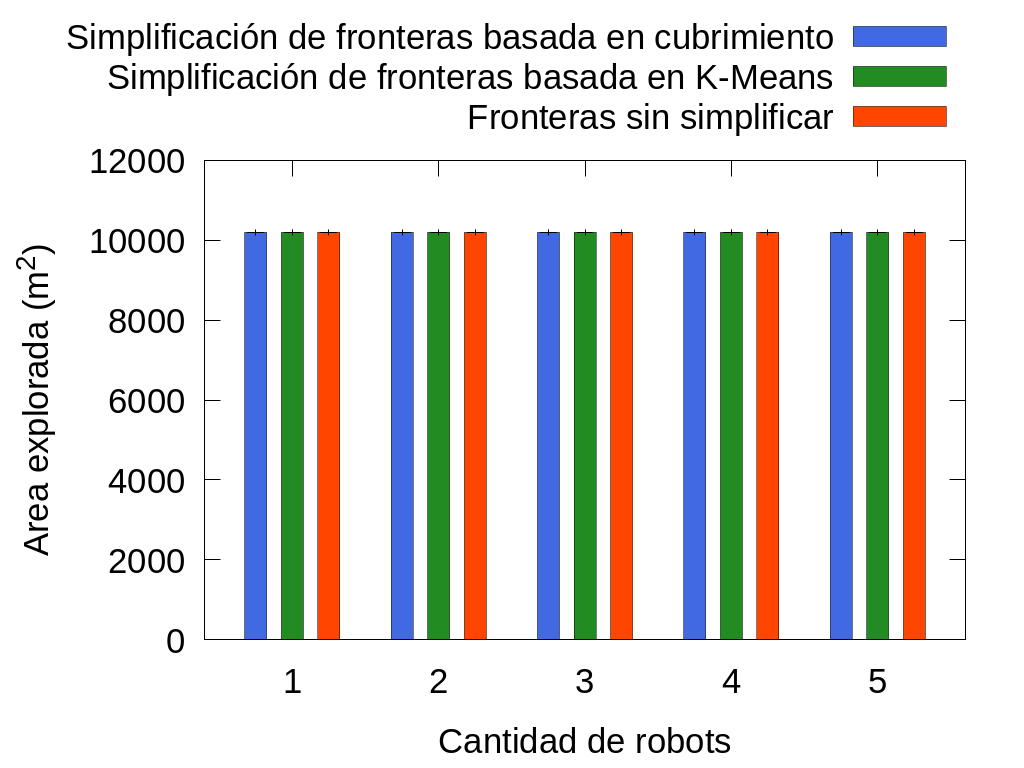 Simplificación de fronteras basada en cubrimiento
Simplificación de fronteras basada en K-Means
Fronteras sin simplificar
12000
10000
8000
6000
4000
2000
0
Area explorada (m²)
1 2 3 4 5
Cantidad de robots